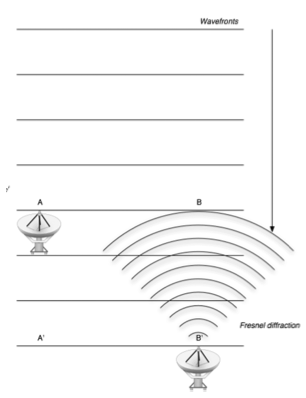 Wavefronts
A
B
Fresnel diffraction
A'
B'